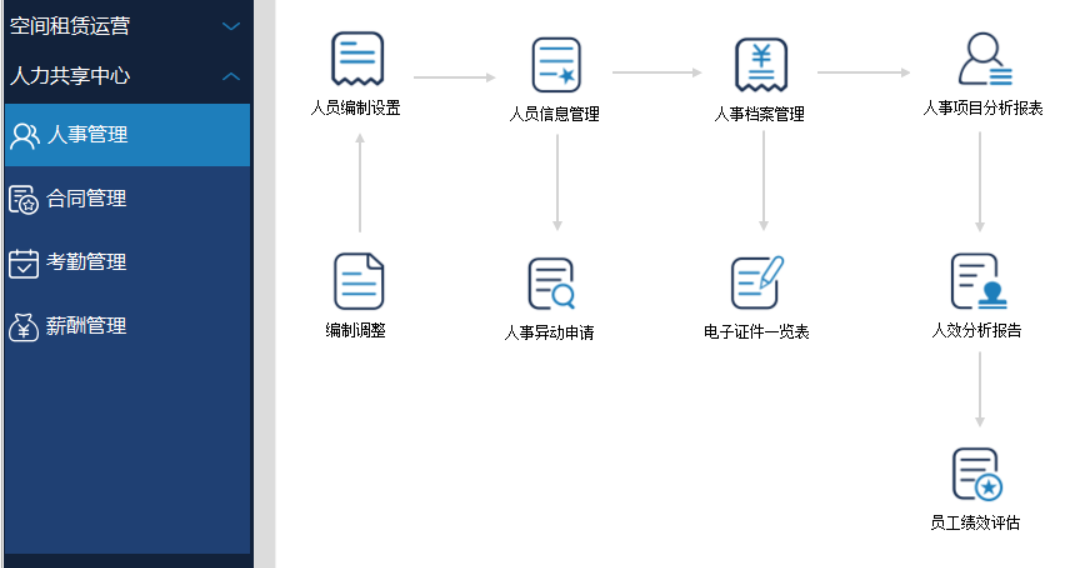 空间租赁运营
人力共享中心
人事管理
合同管理
考勤管理
薪酬管理
人员编制设置
人员信息管理
人事档案管理
人事项目分析报表
编制调整
人事异动申请
电子证件一览表
人效分析报告
员工绩效评估